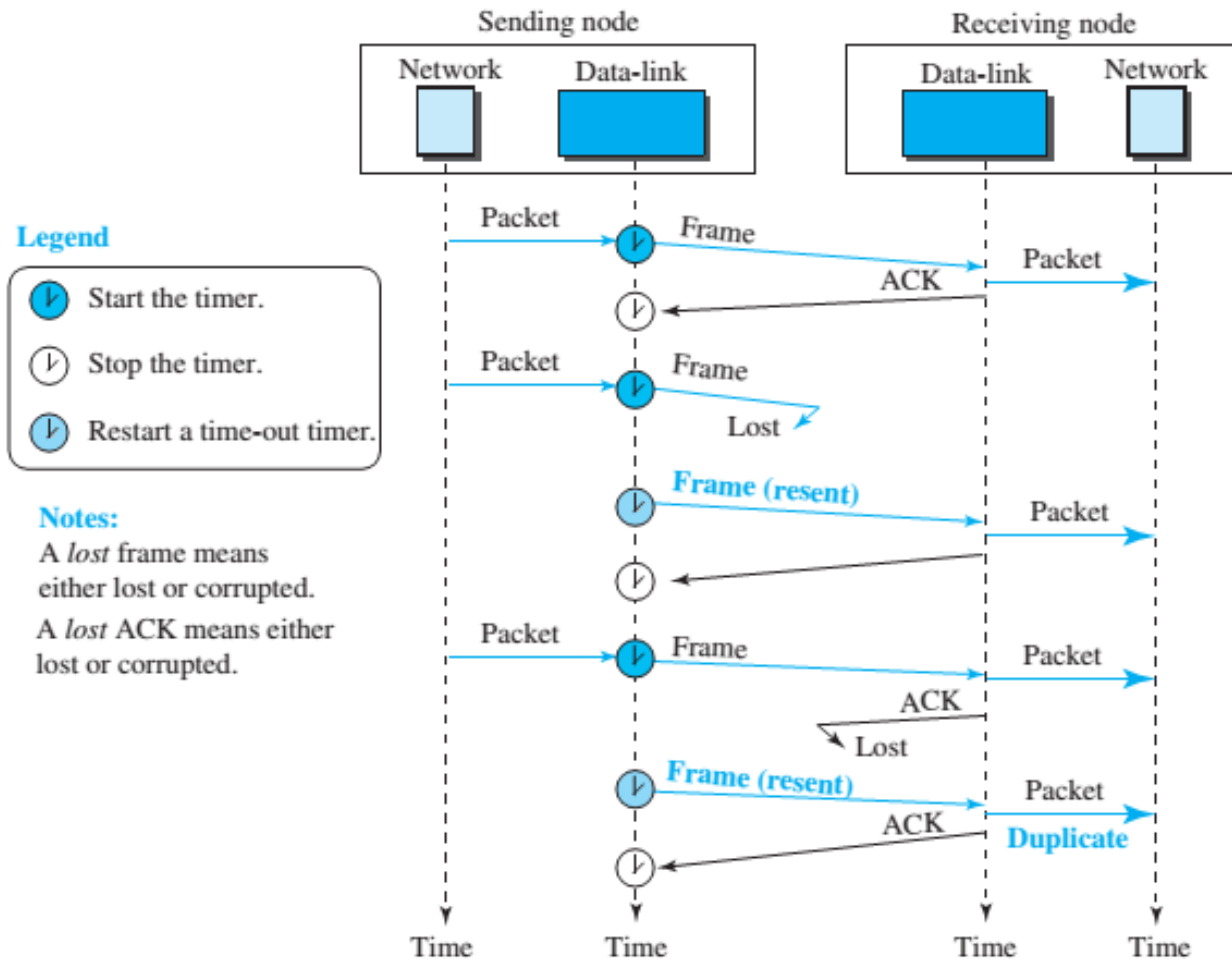 Sending node
Receiving node
Network
Data-link
Data-link
Network
Legend
Start the timer.
Stop the timer.
Restart a time-out timer.
Notes:
A lost frame means
either lost or corrupted.
A lost ACK means either
lost or corrupted.
Packet
Frame
Packet
ACK
Packet
Frame
Lost
Frame (resent)
Packet
Packet
Frame
Packet
ACK
Lost
Frame (resent)
Packet
ACK
Duplicate
Time
Time
Time
Time